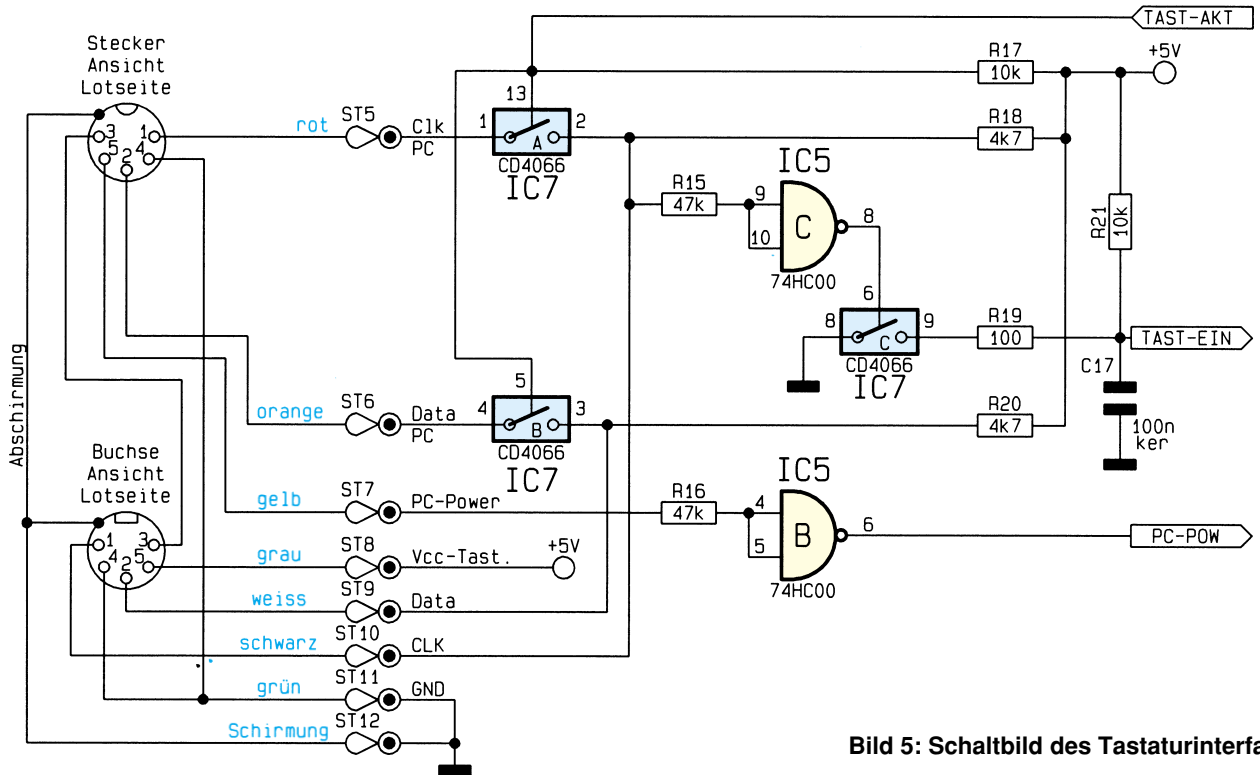 TAST-AKT
Stecker
Ansicht
Lötseite
R17
10k
+5V
13
3
1
5
2
4
rot
ST5
Clk
PC
1
2
A
CD4066
IC7
R18
4k7
IC5
R15
47k
9
10
C
8
74HC00
R21
10k
6
8
9
C
CD4066
IC7
R19
100
TAST-EIN
C17
100n
ker
Abschirmung
5
orange
ST6
Data
PC
4
3
B
CD4066
IC7
R20
4k7
Buchse
Ansicht
Lötseite
1
3
4
2
5
gelb
ST7
PC-Power
R16
47k
IC5
4
5
B
6
74HC00
PC-POW
grau
ST8
Vcc-Tast.
+5V
weiss
ST9
Data
schwarz
ST10
CLK
grün
ST11
GND
Schirmung
ST12
Bild 5: Schaltbild des Tastaturinterfa